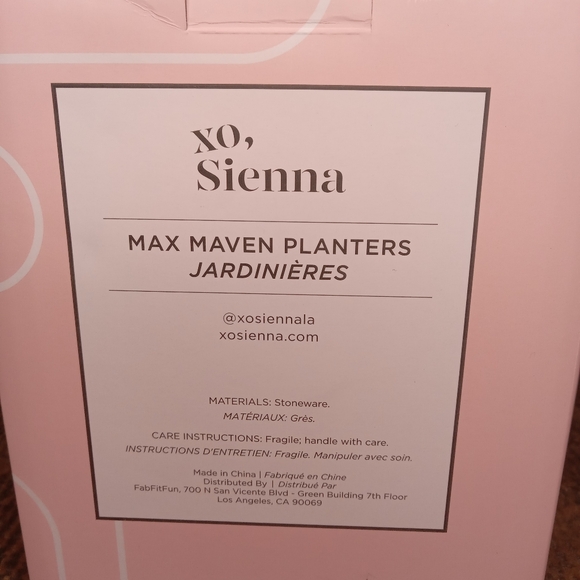 xo,
Sienna
MAX MAVEN PLANTERS
JARDINIÈRES
@xosiennala
xosienna.com
MATERIALS: Stoneware.
MATÉRIAUX: Grès.
CARE INSTRUCTIONS: Fragile; handle with care.
INSTRUCTIONS D'ENTRETIEN: Fragile. Manipuler avec soin.
Made in China | Fabriqué en Chine
Distributed By | Distribué Par
FabFitFun, 700 N San Vicente Blvd - Green Building 7th Floor
Los Angeles, CA 90069